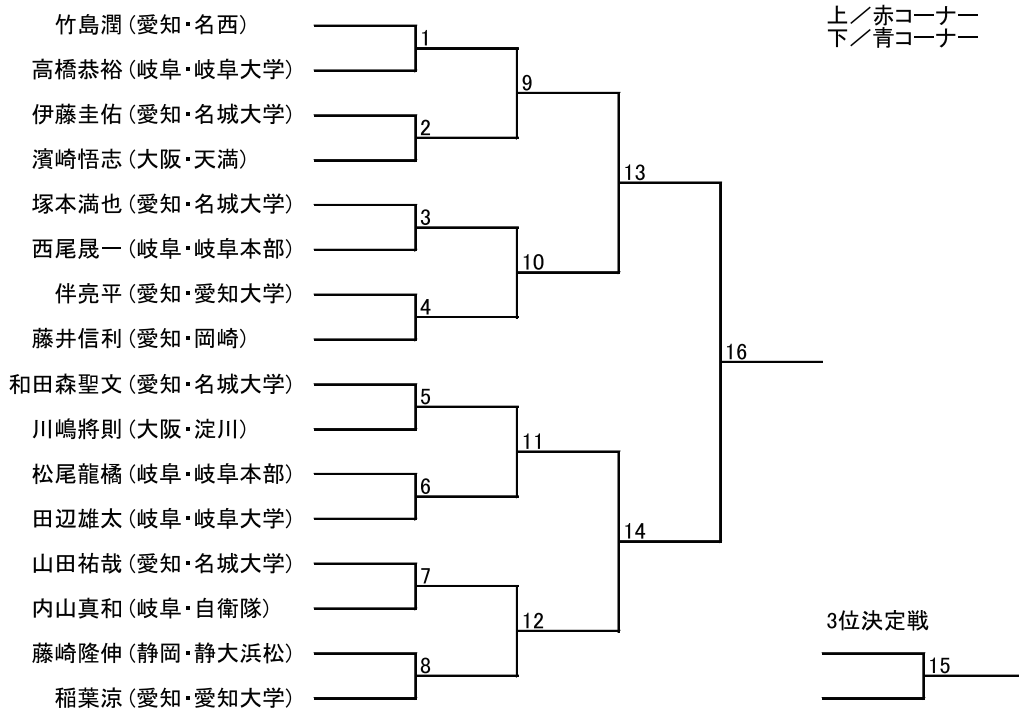 上／赤コーナー
下／青コーナー
竹島潤（愛知・名西）
1
高橋恭裕（岐阜・岐阜大学）
9
伊藤圭佑（愛知・名城大学）
2
濱崎悟志（大阪・天満）
13
塚本満也（愛知・名城大学）
3
西尾晟一（岐阜・岐阜本部）
10
伴亮平（愛知・愛知大学）
4
藤井信利（愛知・岡崎）
16
和田森聖文（愛知・名城大学）
5
川嶋將則（大阪・淀川）
11
松尾龍橘（岐阜・岐阜本部）
6
田辺雄太（岐阜・岐阜大学）
14
山田祐哉（愛知・名城大学）
7
内山真和（岐阜・自衛隊）
12
3位決定戦
藤崎隆伸（静岡・静大浜松）
8
15
稲葉涼（愛知・愛知大学）